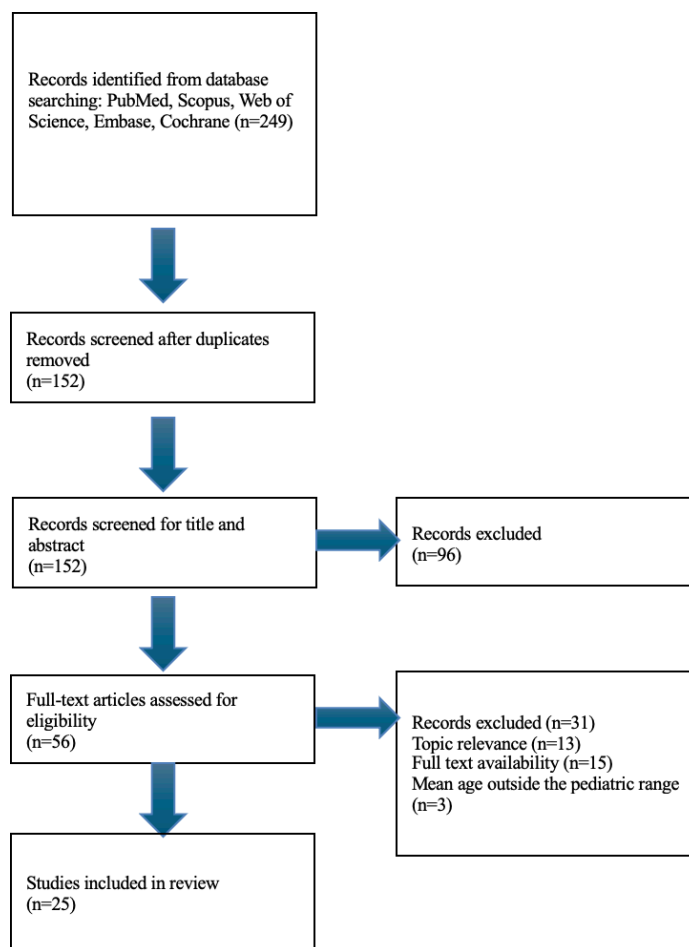 Records identified from database
searching: PubMed, Scopus, Web of
Science, Embase, Cochrane (n=249)
Records screened after duplicates
removed
(n=152)
Records screened for title and
abstract
(n=152)
Records excluded
(n=96)
Full-text articles assessed for
eligibility
(n=56)
Records excluded (n=31)
Topic relevance (n=13)
Full text availability (n=15)
Mean age outside the pediatric range
(n=3)
Studies included in review
(n=25)